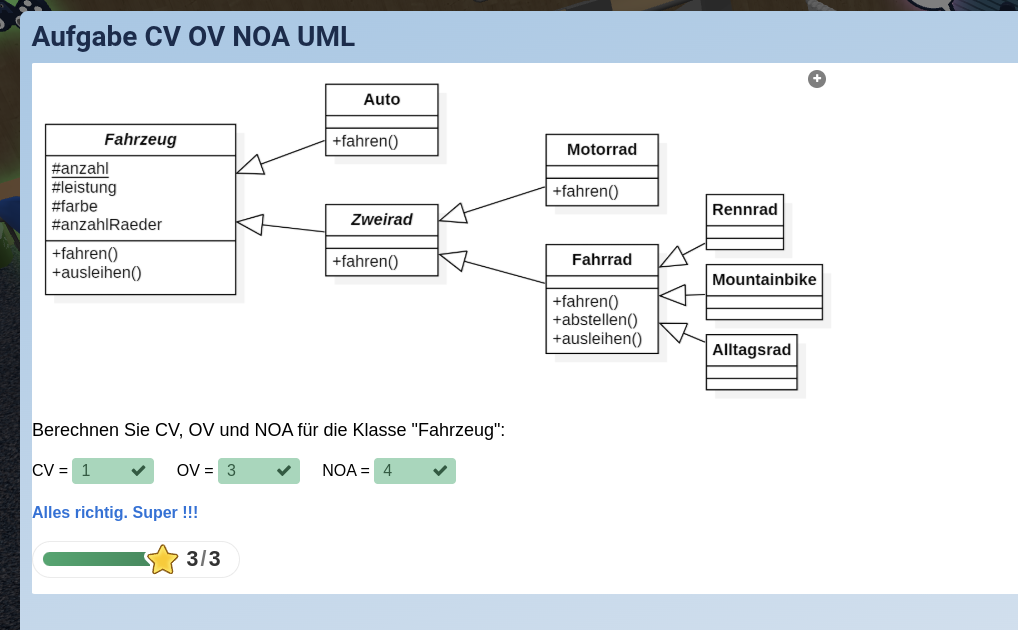 Aufgabe CV OV NOA UML
Auto
+fahren()
Fahrzeug
#anzahl
#leistung
#farbe
#anzahlRaeder
+fahren()
+ausleihen()
Zweirad
+fahren()
Motorrad
+fahren()
Fahrrad
+fahren()
+abstellen()
+ausleihen()
Rennrad
Mountainbike
Alltagsrad
Berechnen Sie CV, OV und NOA für die Klasse "Fahrzeug":
CV = 1 OV = 3 NOA = 4
Alles richtig. Super !!!
3/3